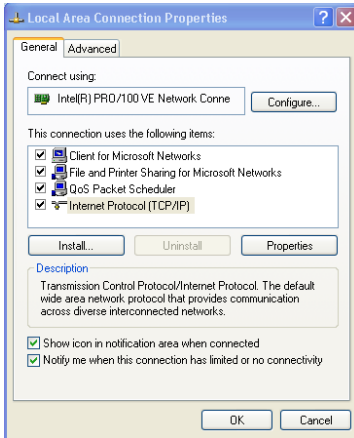 Local Area Connection Properties
General Advanced
Connect using:
Intel(R) PRO/100 VE Network Conne
Configure...
This connection uses the following items:
Client for Microsoft Networks
File and Printer Sharing for Microsoft Networks
QoS Packet Scheduler
Internet Protocol (TCP/IP)
Install... Uninstall Properties
Description
Transmission Control Protocol/Internet Protocol. The default
wide area network protocol that provides communication
across diverse interconnected networks.
Show icon in notification area when connected
Notify me when this connection has limited or no connectivity
OK Cancel